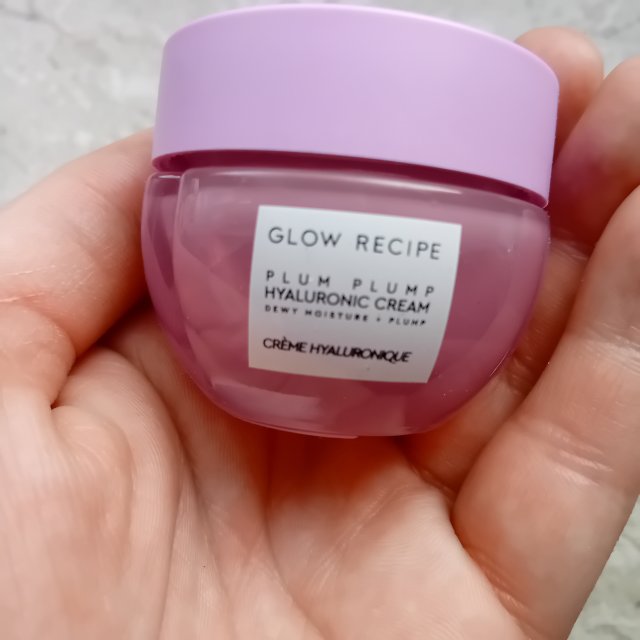 GLOW RECIPE
PLUM PLUMP
HYALURONIC CREAM
DEWY MOISTURE + PLUMP
CRÈME HYALURONIQUE